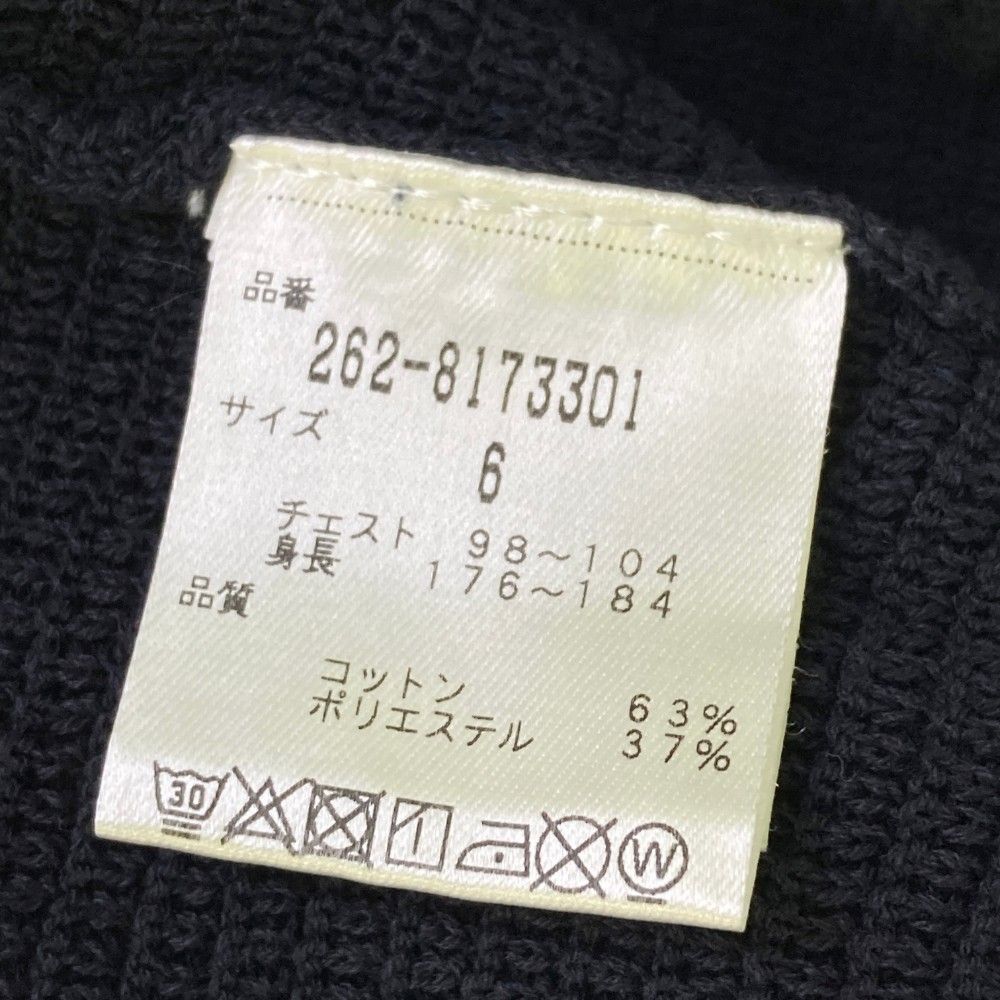 品番
262-8173301
サイズ
6
チェスト 98～104
身長 176～184
品質
コットン 63%
ポリエステル 37%
30
W